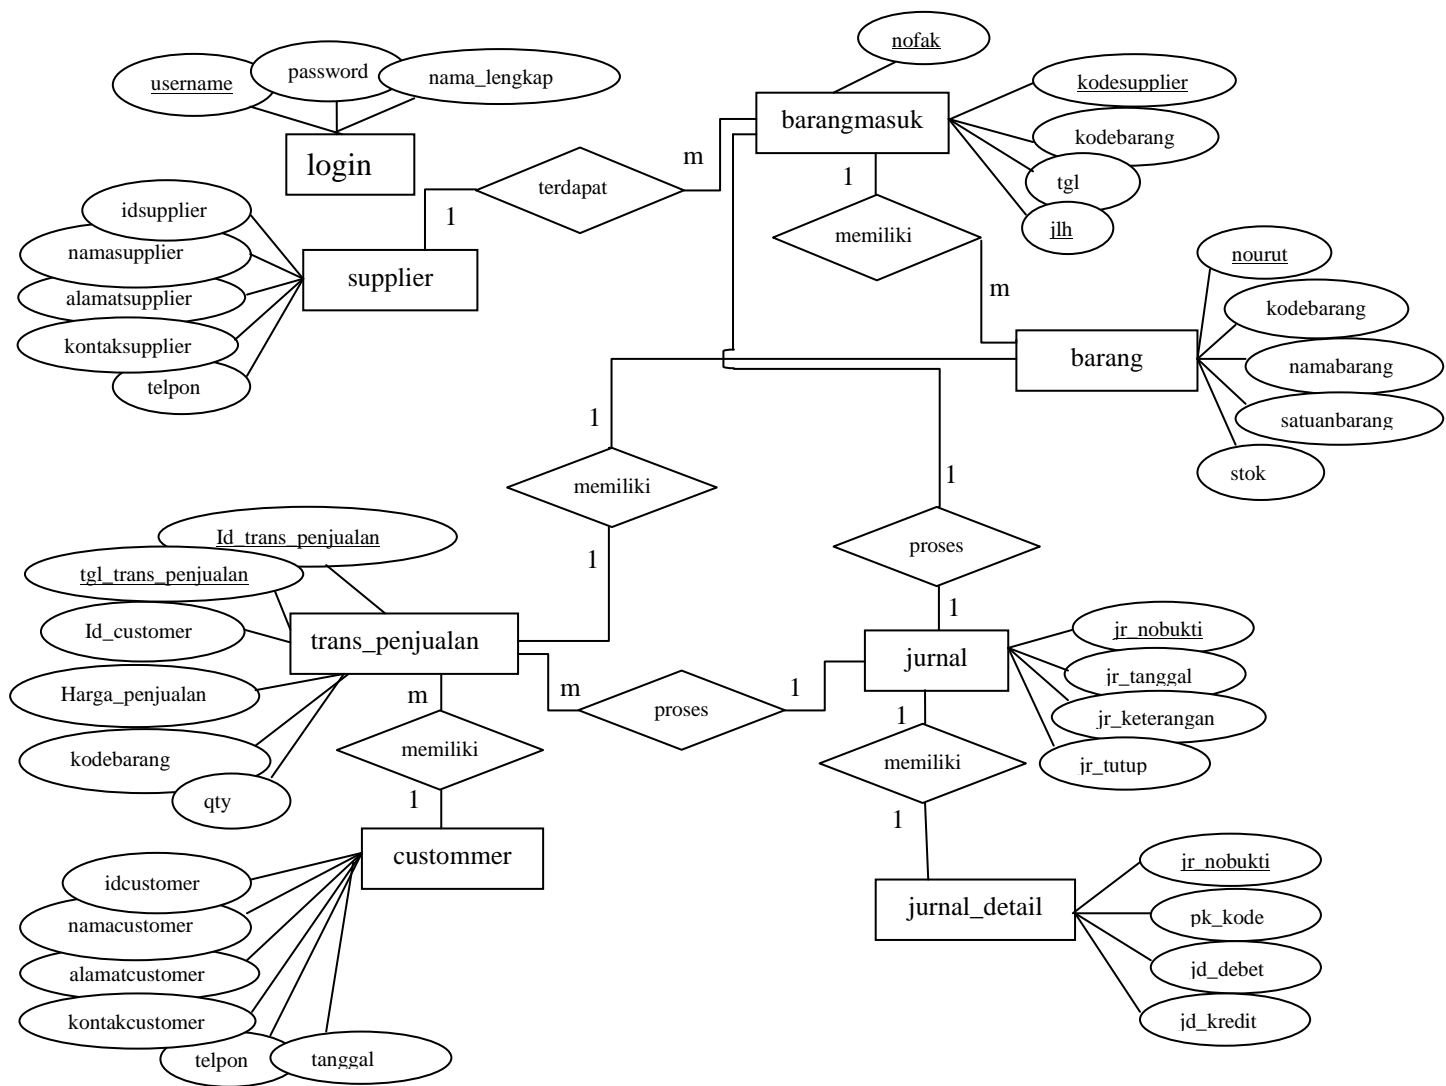 nofak
username
password
nama_lengkap
kodesupplier
barangmasuk
kodebarang
login
m
1
terdapat
tgl
idsupplier
1
jlh
memiliki
namasupplier
nourut
supplier
alamatsupplier
m
kodebarang
kontaksupplier
barang
namabarang
telpon
1
satuanbarang
1
stok
memiliki
Id_trans_penjualan
proses
1
tgl_trans_penjualan
1
Id_customer
trans_penjualan
jr_nobukti
jurnal
jr_tanggal
Harga_penjualan
m
m
1
proses
1
jr_keterangan
memiliki
kodebarang
memiliki
jr_tutup
qty
1
1
custommer
jr_nobukti
idcustomer
jurnal_detail
pk_kode
namacustomer
alamatcustomer
jd_debet
kontakcustomer
jd_kredit
telpon
tanggal